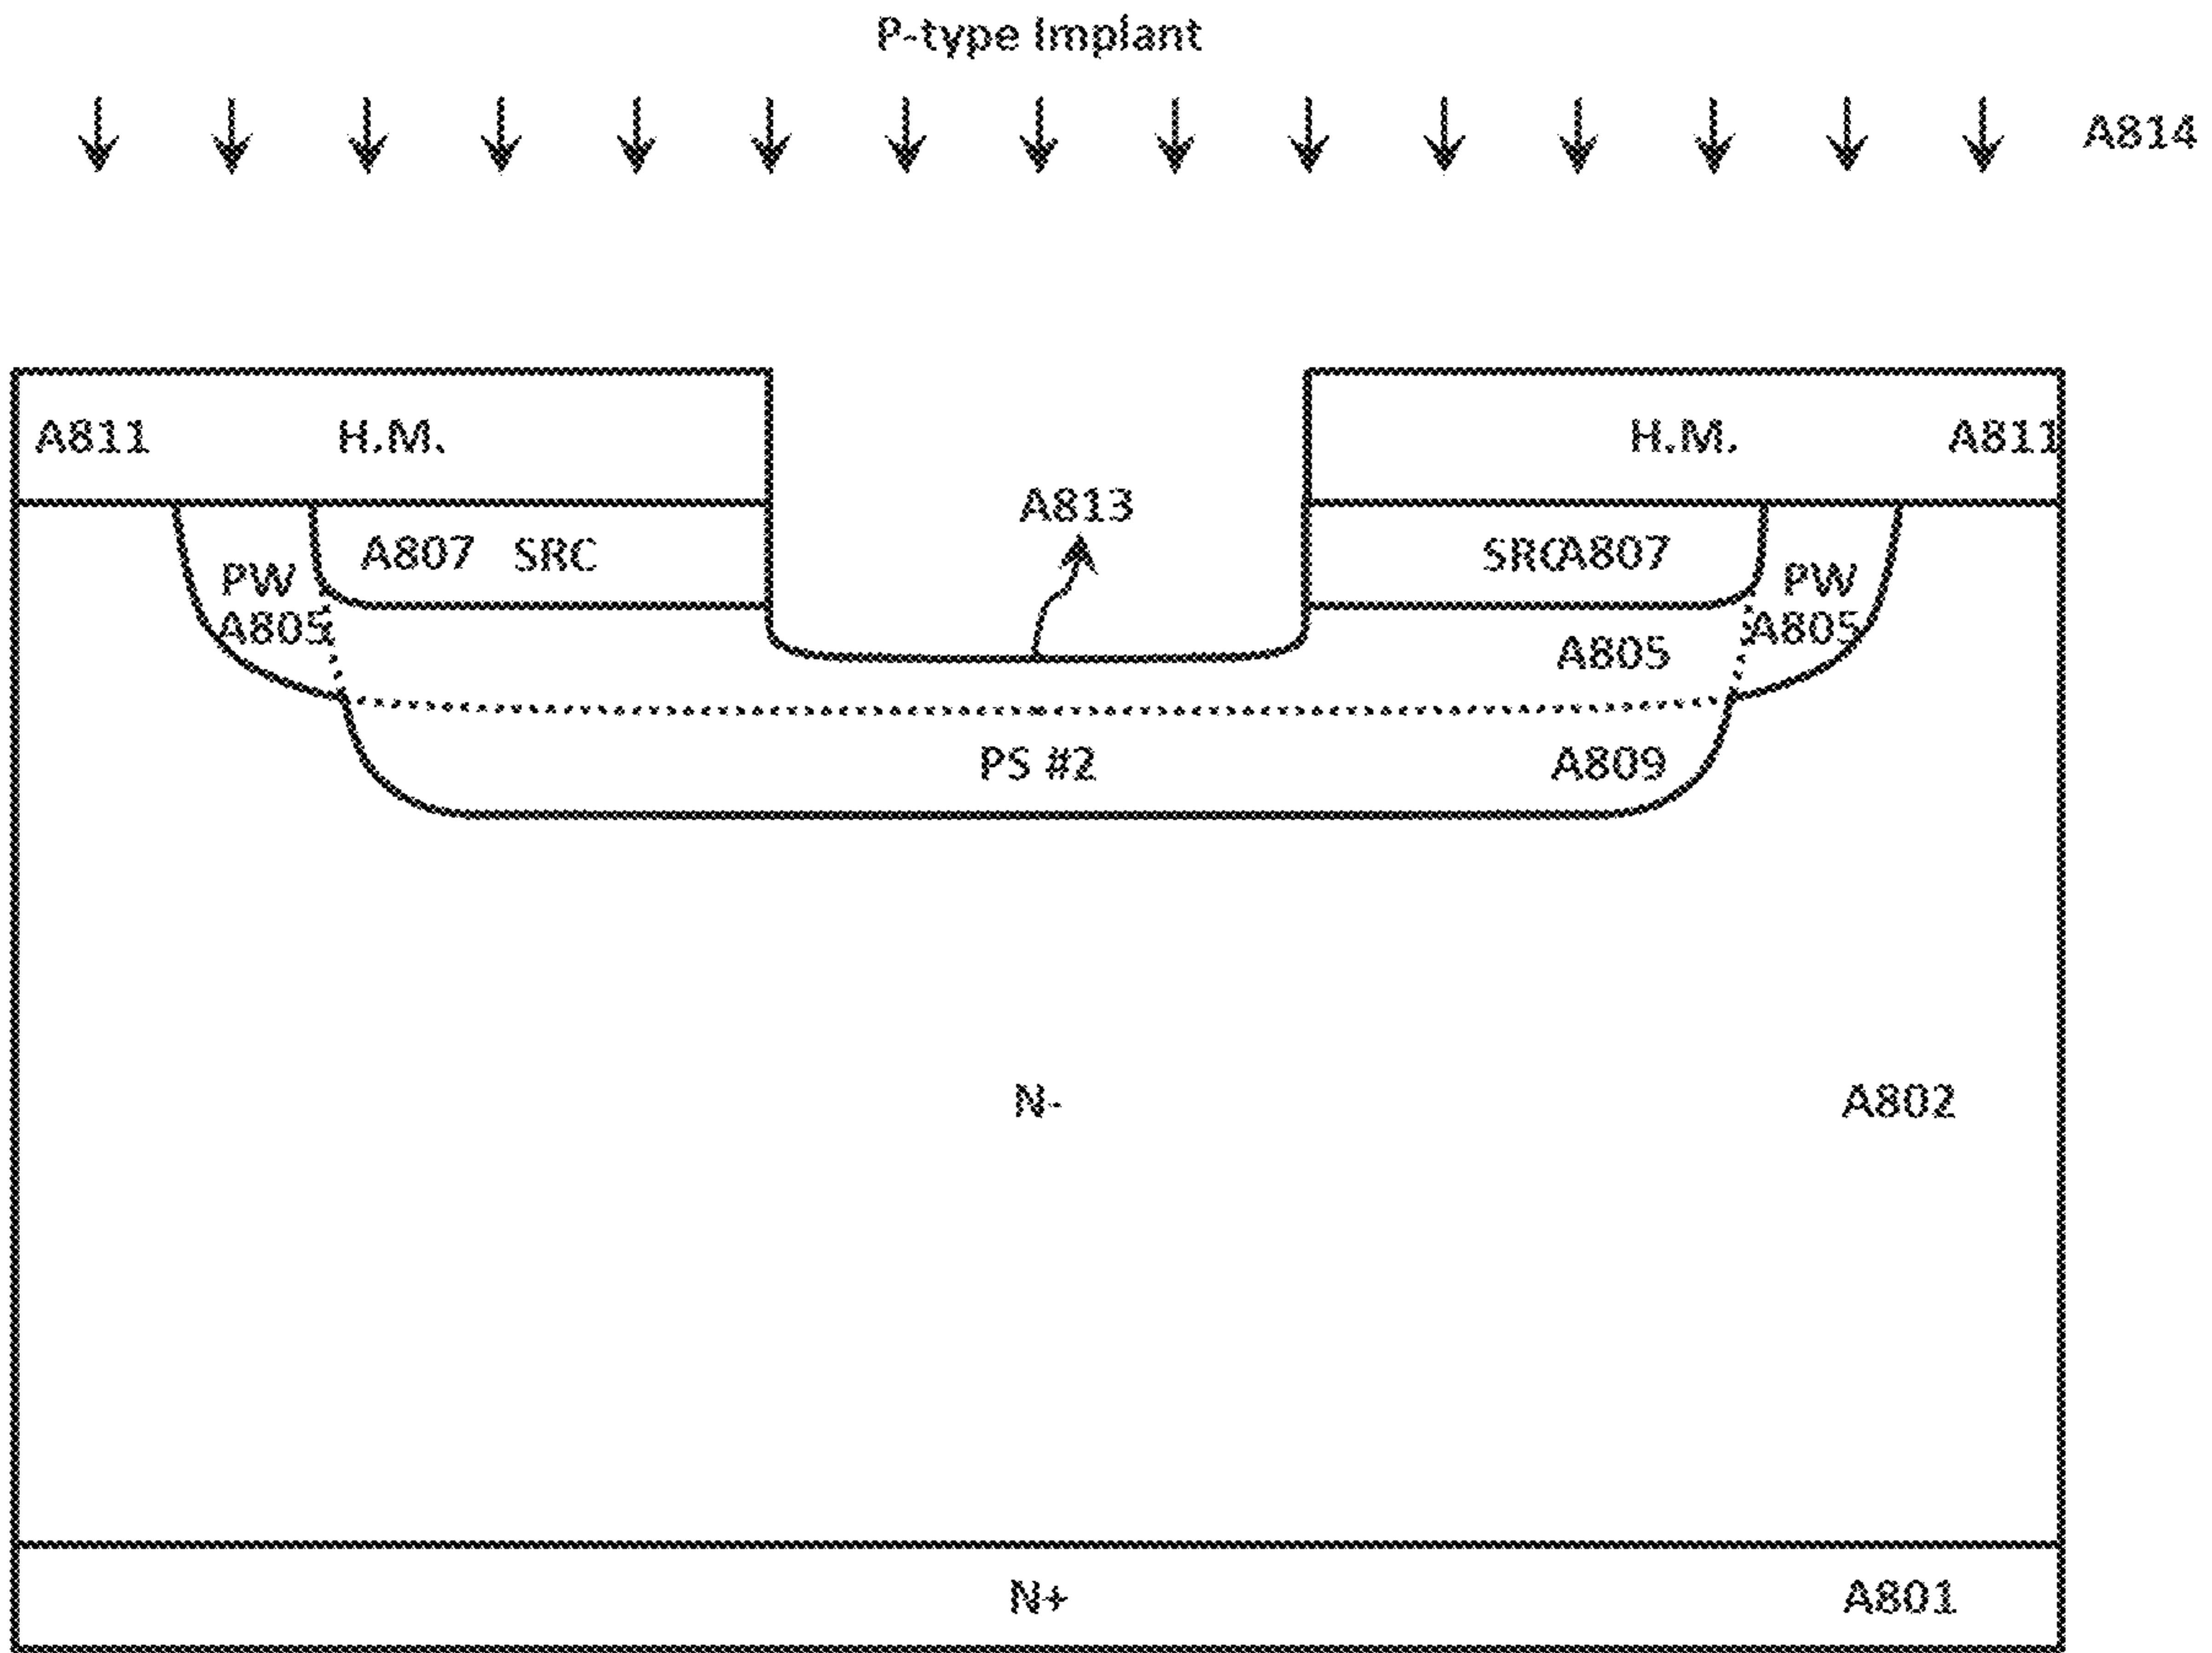 P-type Implant
A814
A811 H.M. H.M. A811
A813
A807 SRC SRC A807
PW PW
A805 A805
A805
PS #2 A809
N- A802
N+ A801